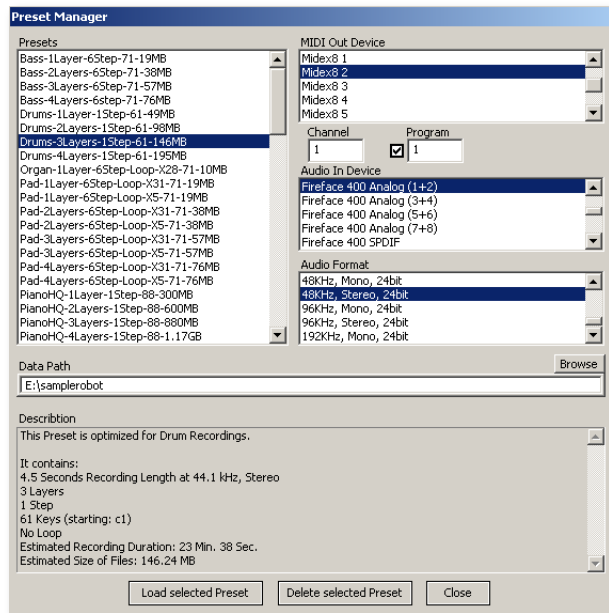 Preset Manager
Presets
Bass-1Layer-6Step-71-19MB
Bass-2Layers-6Step-71-38MB
Bass-3Layers-6Step-71-57MB
Bass-4Layers-6step-71-76MB
Drums-1Layer-1Step-61-49MB
Drums-2Layers-1Step-61-98MB
Drums-3Layers-1Step-61-146MB
Drums-4Layers-1Step-61-195MB
Organ-1Layer-6Step-Loop-X28-71-10MB
Pad-1Layer-6Step-Loop-X31-71-19MB
Pad-1Layer-6Step-Loop-X5-71-19MB
Pad-2Layers-6Step-Loop-X31-71-38MB
Pad-2Layers-6Step-Loop-X5-71-38MB
Pad-3Layers-6Step-Loop-X31-71-57MB
Pad-3Layers-6Step-Loop-X5-71-57MB
Pad-4Layers-6Step-Loop-X31-71-76MB
Pad-4Layers-6Step-Loop-X5-71-76MB
PianoHQ-1Layer-1Step-88-300MB
PianoHQ-2Layers-1Step-88-600MB
PianoHQ-3Layers-1Step-88-880MB
PianoHQ-4Layers-1Step-88-1.17GB
MIDI Out Device
Midex8 1
Midex8 2
Midex8 3
Midex8 4
Midex8 5
Channel
Program
1
1
Audio In Device
Fireface 400 Analog (1+2)
Fireface 400 Analog (3+4)
Fireface 400 Analog (5+6)
Fireface 400 Analog (7+8)
Fireface 400 SPDIF
Audio Format
48KHz, Mono, 24bit
48KHz, Stereo, 24bit
96KHz, Mono, 24bit
96KHz, Stereo, 24bit
192KHz, Mono, 24bit
Data Path
Browse
E:\samplerobot
Describtion
This Preset is optimized for Drum Recordings.
It contains:
4.5 Seconds Recording Length at 44.1 kHz, Stereo
3 Layers
1 Step
61 Keys (starting: c1)
No Loop
Estimated Recording Duration: 23 Min. 38 Sec.
Estimated Size of Files: 146.24 MB
Load selected Preset
Delete selected Preset
Close